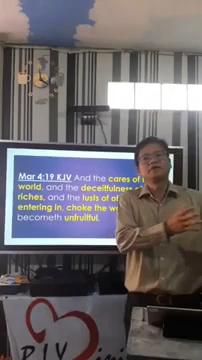 Mar 4:19 KJV And the cares of
world, and the deceitfulness
riches, and the lusts of
entering in, choke the
becometh unfruitful.
PJV